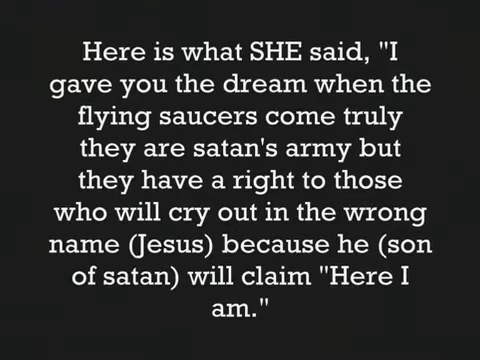 Here is what SHE said, "I
gave you the dream when the
flying saucers come truly
they are satan's army but
they have a right to those
who will cry out in the wrong
name (Jesus) because he (son
of satan) will claim "Here I
am."